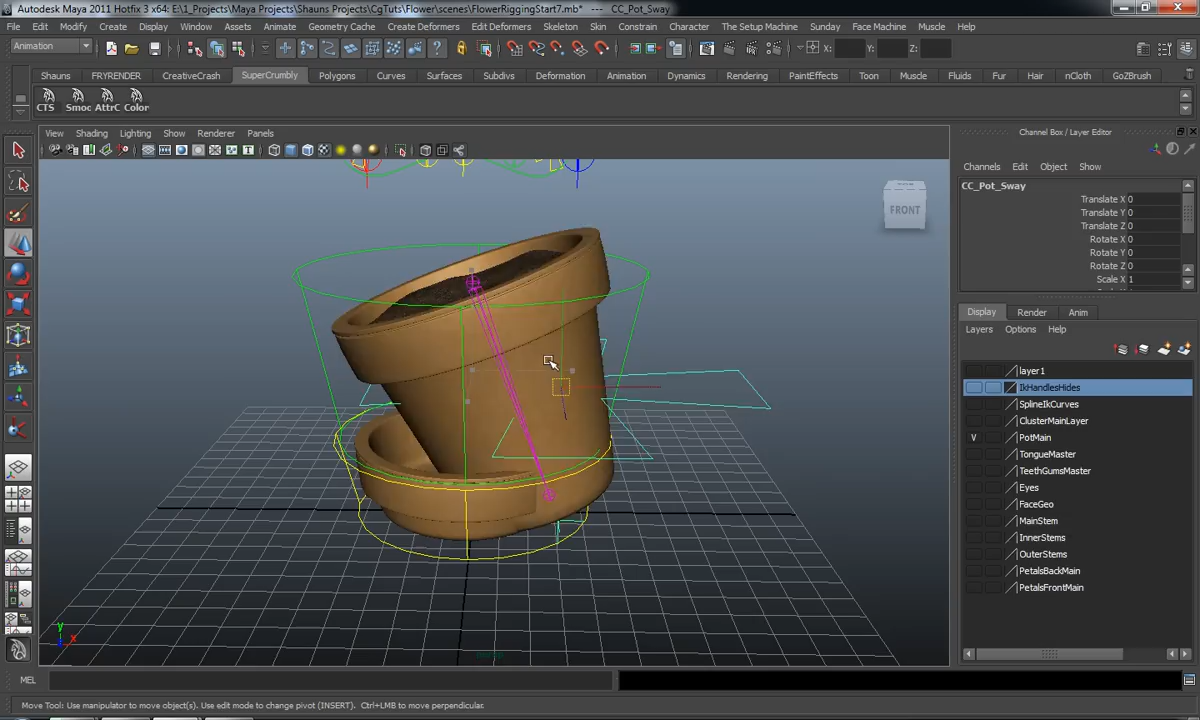 Autodesk Maya 2011 Hotfix 3 x64: E:\1_Projects\Maya Projects\Shauns Projects\CgTuts\Flower\scenes\FlowerRiggingStart7.mb* --- CC_Pot_Sway
File Edit Modify Create Display Window Assets Animate Geometry Cache Create Deformers Edit Deformers Skeleton Skin Constrain Character The Setup Machine Muscle FlowerRig Help
Animation X: Y: Z:
Shauns FRYRENDER CreativeCrash SuperCrumbly Polygons Curves Surfaces Subdivs Deformation Animation Dynamics Rendering PaintEffects Toon Muscle Fluids Fur Hair nCloth GoZBrush
CTS Smoc AttrC Color
View Shading Lighting Show Renderer Panels
Channel Box / Layer Editor
Channels Edit Object Show
CC_Pot_Sway
Translate X 0
Translate Y 0
Translate Z 0
Rotate X 0
Rotate Y 0
Rotate Z 0
Scale X 1
FRONT
Display Render Anim
Layers Options Help
layer1
IkHandlesHides
SplineIkCurves
ClusterMainLayer
V PotMain
TongueMaster
TeethGumsMaster
Eyes
FaceGeo
MainStem
InnerStems
OuterStems
PetalsBackMain
PetalsFrontMain
y
x
MEL
Move Tool: Use manipulator to move object(s). Use edit mode to change pivot (INSERT). Ctrl+LMB to move perpendicular.